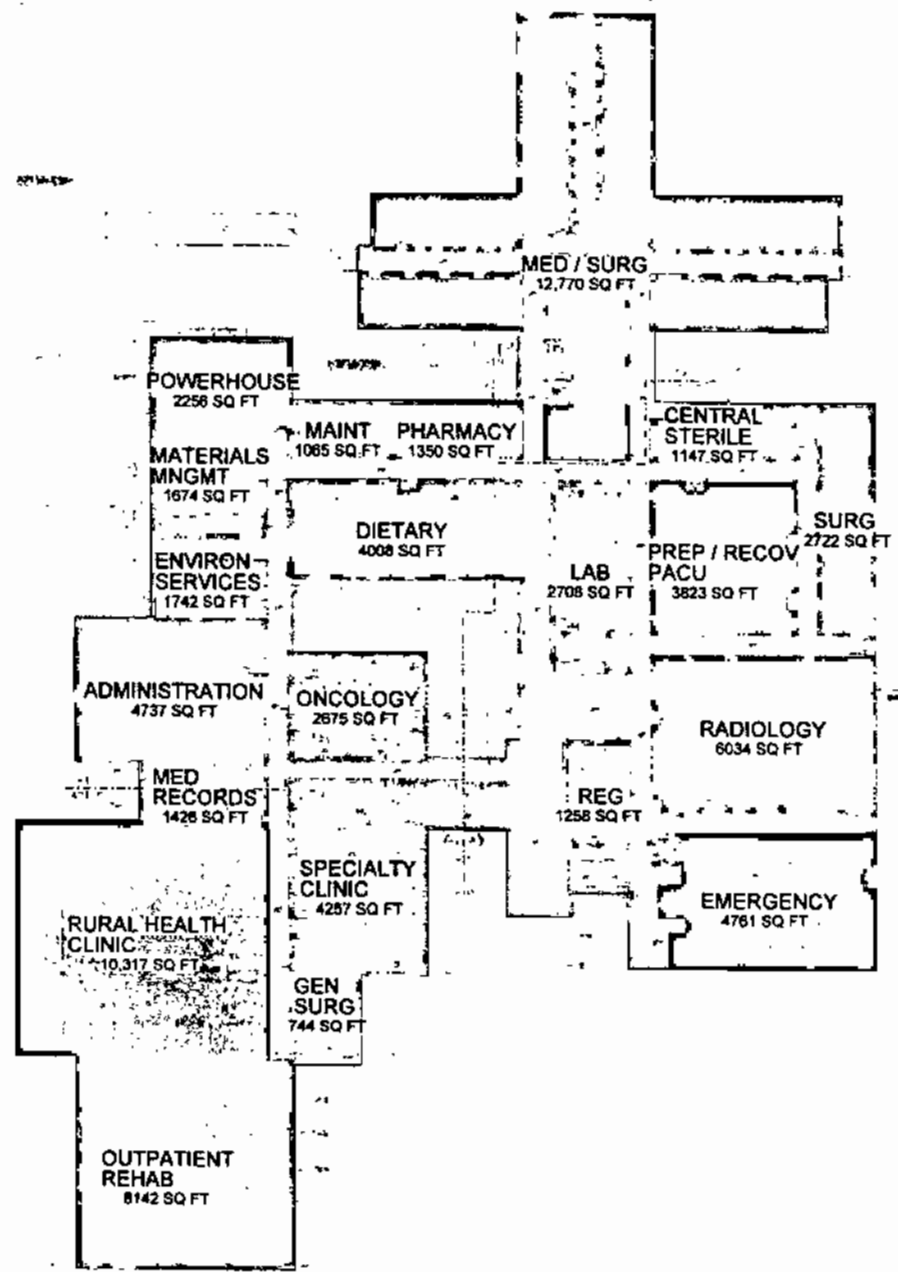 MED / SURG
12,770 SQ FT
POWERHOUSE
2256 SQ FT
MAINT
1065 SQ FT
PHARMACY
1350 SQ FT
CENTRAL
STERILE
1147 SQ FT
MATERIALS
MNGMT
1674 SQ FT
DIETARY
4008 SQ FT
SURG
2722 SQ FT
PREP / RECOV
PACU
3823 SQ FT
LAB
2708 SQ FT
ENVIRON
SERVICES
1742 SQ FT
ADMINISTRATION
4737 SQ FT
ONCOLOGY
2675 SQ FT
RADIOLOGY
6034 SQ FT
MED
RECORDS
1426 SQ FT
REG
1258 SQ FT
SPECIALTY
CLINIC
4257 SQ FT
EMERGENCY
4761 SQ FT
RURAL HEALTH
CLINIC
10,317 SQ FT
GEN
SURG
744 SQ FT
OUTPATIENT
REHAB
8142 SQ FT